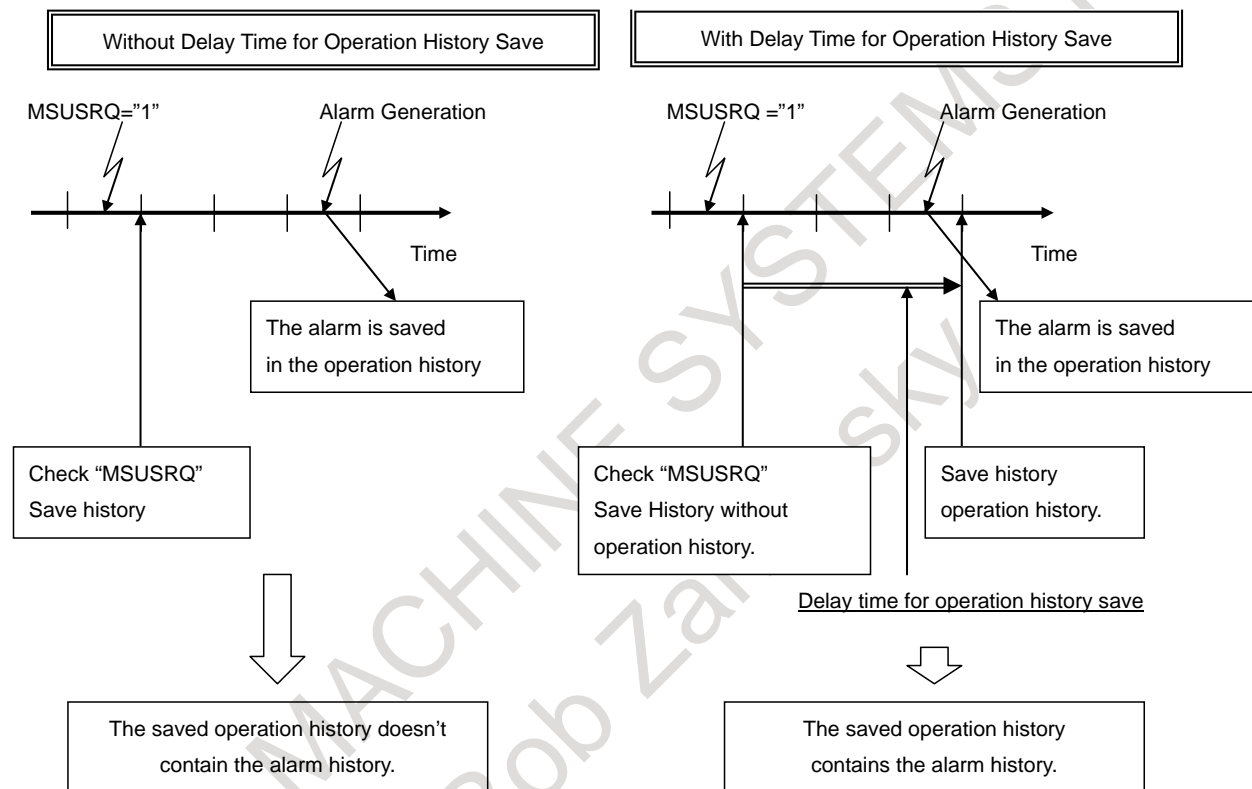 Without Delay Time for Operation History Save
With Delay Time for Operation History Save
MSUSRQ=”1”
Alarm Generation
MSUSRQ =”1”
Alarm Generation
Time
Time
The alarm is saved
in the operation history
The alarm is saved
in the operation history
Check “MSUSRQ”
Save history
Check “MSUSRQ”
Save History without
operation history.
Save history
operation history.
Delay time for operation history save
The saved operation history doesn’t
contain the alarm history.
The saved operation history
contains the alarm history.
MACHINE SYSTEMS
Rob
sky